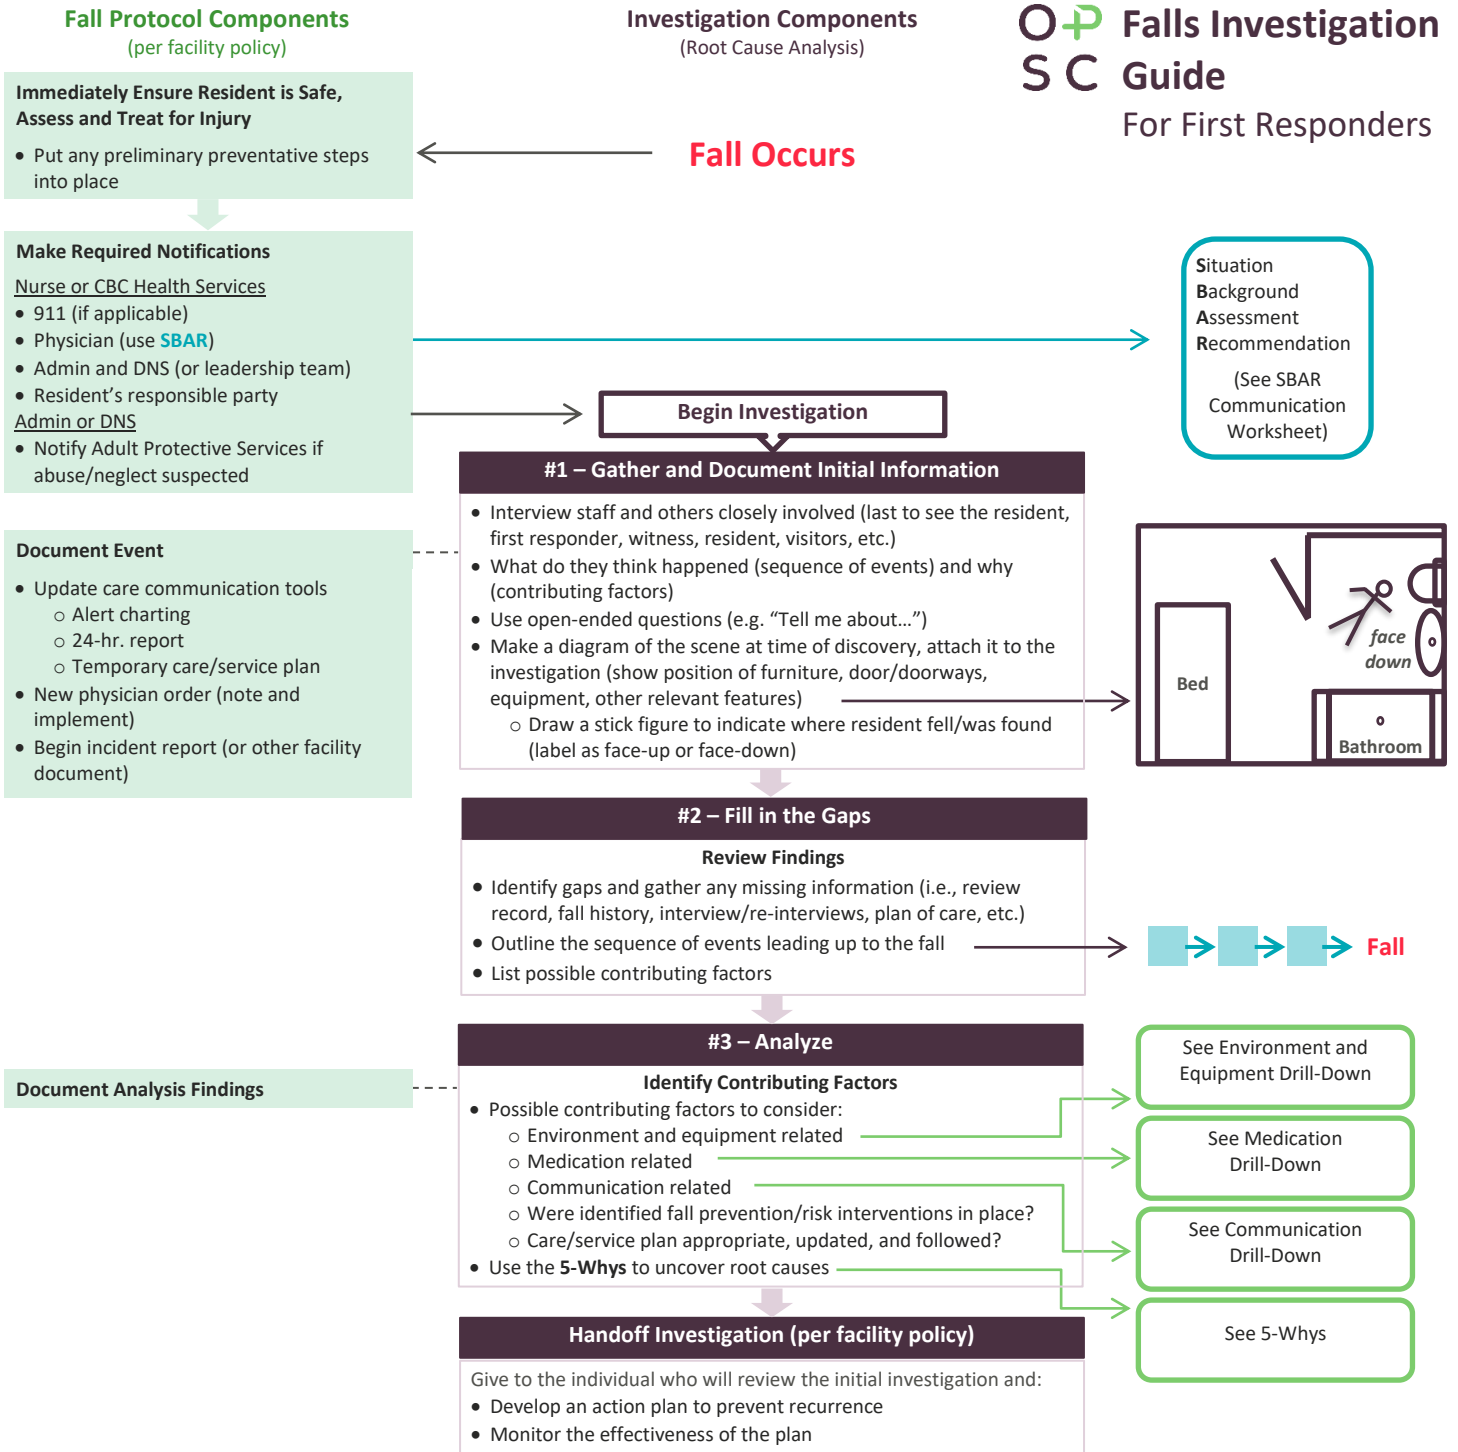 Fall Protocol Components
(per facility policy)
Investigation Components
(Root Cause Analysis)
OP
SC
Falls Investigation
Guide
For First Responders
Immediately Ensure Resident is Safe,
Assess and Treat for Injury
• Put any preliminary preventative steps
into place
Fall Occurs
Make Required Notifications
Nurse or CBC Health Services
• 911 (if applicable)
• Physician (use SBAR)
• Admin and DNS (or leadership team)
• Resident's responsible party
Admin or DNS
• Notify Adult Protective Services if
abuse/neglect suspected
Situation
Background
Assessment
Recommendation
(See SBAR
Communication
Worksheet)
Begin Investigation
#1 – Gather and Document Initial Information
• Interview staff and others closely involved (last to see the resident,
first responder, witness, resident, visitors, etc.)
• What do they think happened (sequence of events) and why
(contributing factors)
• Use open-ended questions (e.g. “Tell me about…”)
• Make a diagram of the scene at time of discovery, attach it to the
investigation (show position of furniture, door/doorways,
equipment, other relevant features)
o Draw a stick figure to indicate where resident fell/was found
(label as face-up or face-down)
Document Event
• Update care communication tools
o Alert charting
o 24-hr. report
o Temporary care/service plan
• New physician order (note and
implement)
• Begin incident report (or other facility
document)
face
down
Bed
Bathroom
#2 – Fill in the Gaps
Review Findings
• Identify gaps and gather any missing information (i.e., review
record, fall history, interview/re-interviews, plan of care, etc.)
• Outline the sequence of events leading up to the fall
• List possible contributing factors
Fall
#3 – Analyze
Identify Contributing Factors
• Possible contributing factors to consider:
o Environment and equipment related
o Medication related
o Communication related
o Were identified fall prevention/risk interventions in place?
o Care/service plan appropriate, updated, and followed?
• Use the 5-Whys to uncover root causes
Document Analysis Findings
See Environment and
Equipment Drill-Down
See Medication
Drill-Down
See Communication
Drill-Down
See 5-Whys
Handoff Investigation (per facility policy)
Give to the individual who will review the initial investigation and:
• Develop an action plan to prevent recurrence
• Monitor the effectiveness of the plan